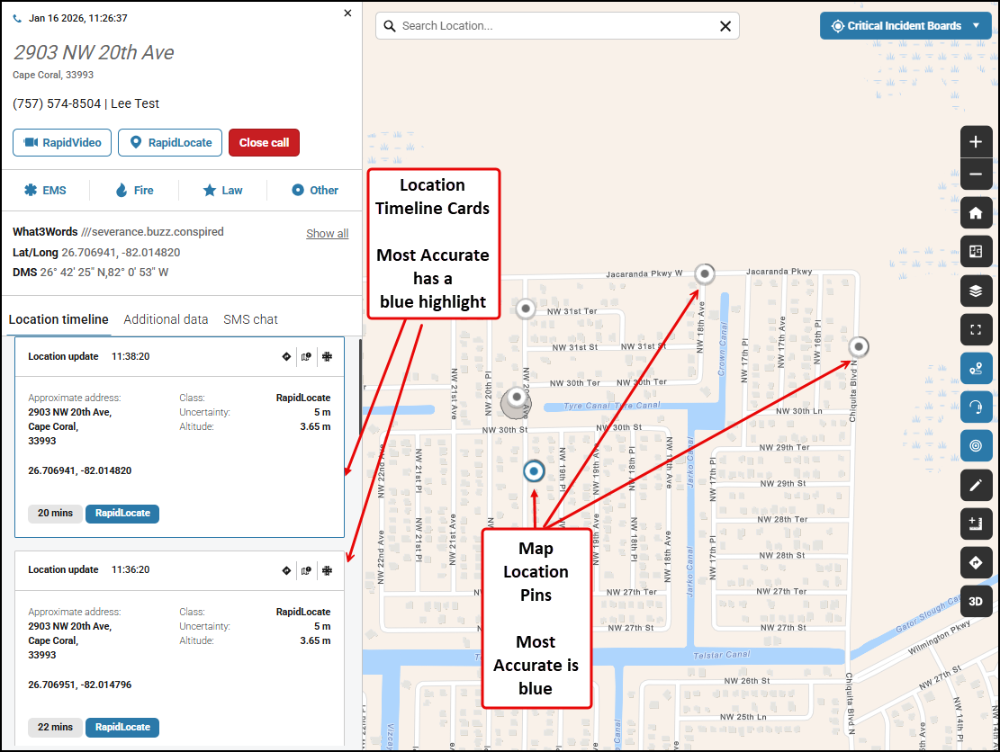 Jan 16 2026, 11:26:37
2903 NW 20th Ave
Cape Coral, 33993
(757) 574-8504 | Lee Test
RapidVideo
RapidLocate
Close call
EMS
Fire
Law
Other
What3Words ///severance.buzz.conspired
Show all
Lat/Long 26.706941, -82.014820
DMS 26° 42' 25" N,82° 0' 53" W
Location timeline
Additional data
SMS chat
Location update 11:38:20
Approximate address:
2903 NW 20th Ave,
Cape Coral,
33993
Class: RapidLocate
Uncertainty: 5 m
Altitude: 3.65 m
26.706941, -82.014820
20 mins
RapidLocate
Location update 11:36:20
Approximate address:
2903 NW 20th Ave,
Cape Coral,
33993
Class: RapidLocate
Uncertainty: 5 m
Altitude: 3.65 m
26.706951, -82.014796
22 mins
RapidLocate
Search Location...
Critical Incident Boards
Location
Timeline Cards
Most Accurate
has a
blue highlight
Map
Location
Pins
Most
Accurate is
blue
3D
Jacaranda Pkwy W
Jacaranda Pkwy
NW 31st Ter
NW 31st St
NW 31st St
NW 30th Ter
NW 30th Ter
Tyre Canal
Tyre Canal
NW 30th St
NW 30th St
NW 30th Ln
NW 29th Ter
NW 29th St
NW 28th Ter
NW 28th St
NW 27th Ter
NW 27th Ter
NW 27th St
NW 27th St
NW 26th St
NW 25th Ln
NW 27th St
Telstar Canal
Gator Slough Canal
Wilmington Pkwy
NW 18th Ave
Crown Canal
NW 17th Pl
NW 17th Ave
NW 16th Pl
Chiquita Blvd N
NW 21st Ave
NW 20th Pl
NW 22nd Ave
NW 21st Pl
NW 19th Pl
NW 19th Ave
NW 18th Pl
NW 18th Ave
Jarko Canal
NW 17th Pl
NW 22nd Ave
NW 21st Pl
NW 21st Ave
NW 19th Ave
NW 18th Pl
NW 18th Ave
Jarko Canal
NW 17th Pl
Chiquita Blvd N
NW 14th Pl